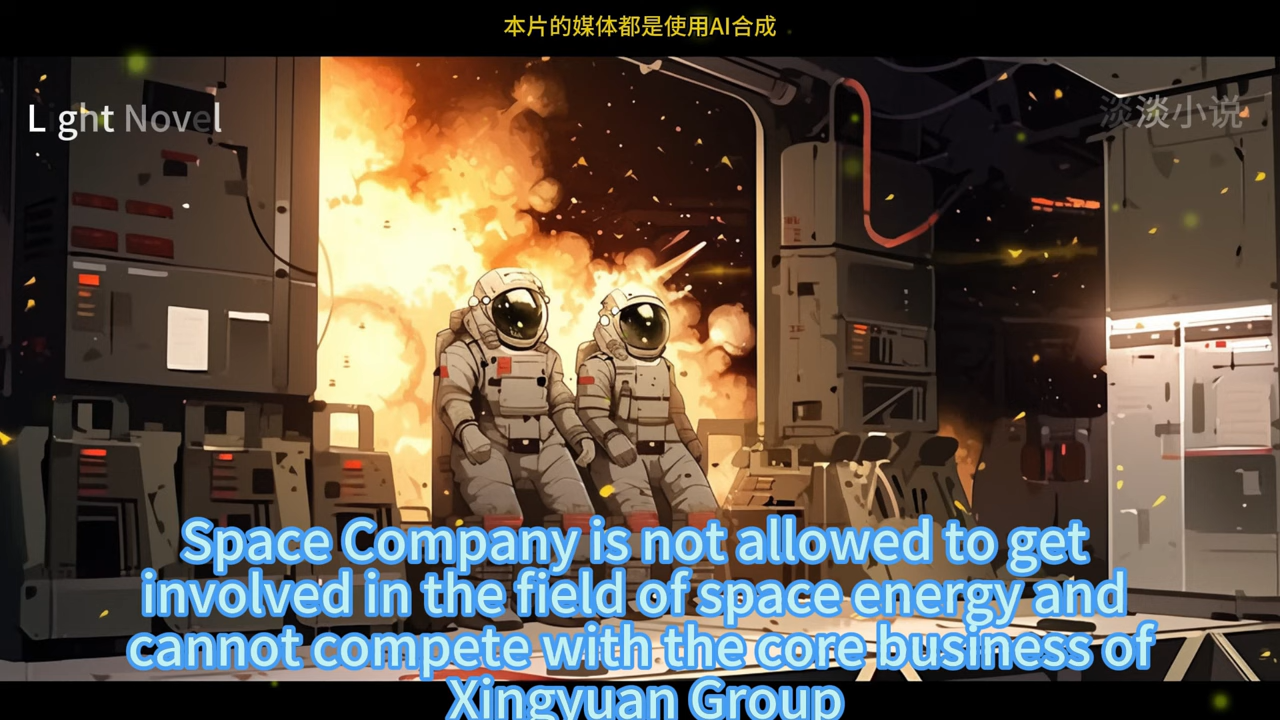 本片的媒体都是使用AI合成
Light Novel
淡淡小说
Space Company is not allowed to get
involved in the field of space energy and
cannot compete with the core business of
Xingyuan Group